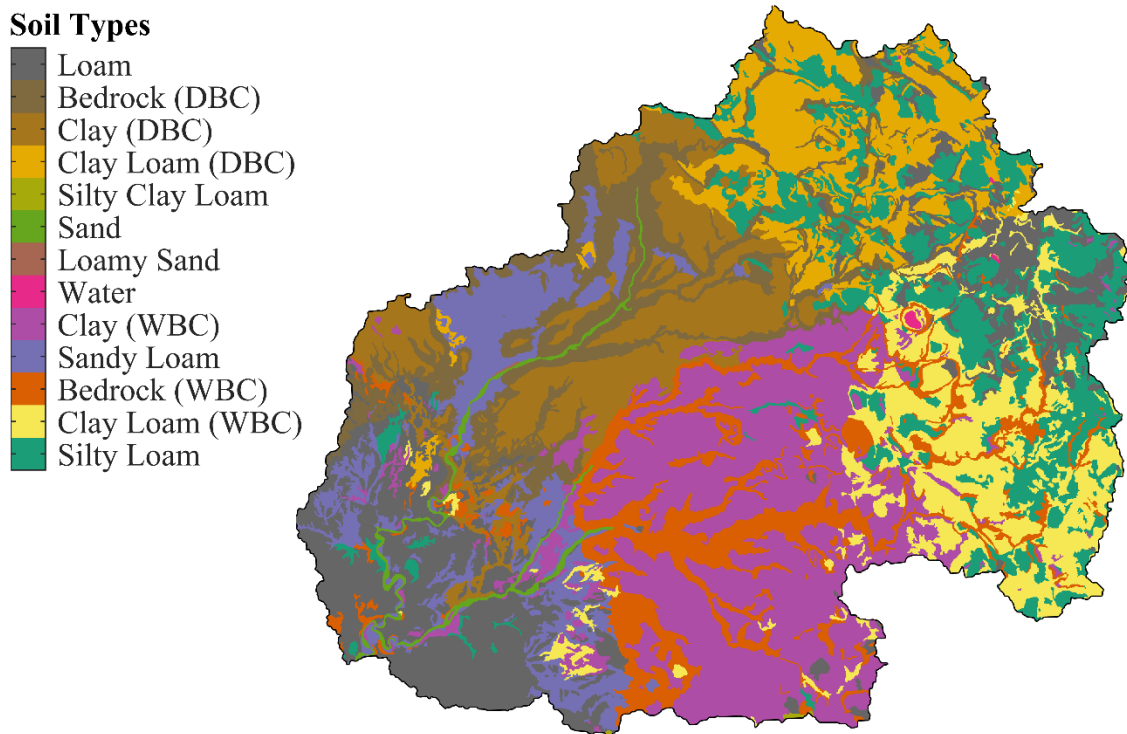 Soil Types
Loam
Bedrock (DBC)
Clay (DBC)
Clay Loam (DBC)
Silty Clay Loam
Sand
Loamy Sand
Water
Clay (WBC)
Sandy Loam
Bedrock (WBC)
Clay Loam (WBC)
Silty Loam